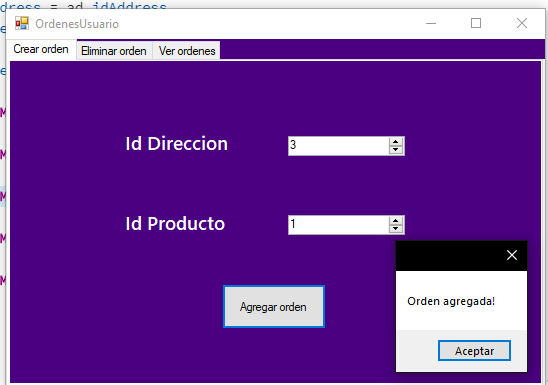 dress = ad.idAddress
OrdenesUsuario
Crear orden Eliminar orden Ver ordenes
Id Direccion 3
Id Producto 1
Agregar orden
Orden agregada!
Aceptar